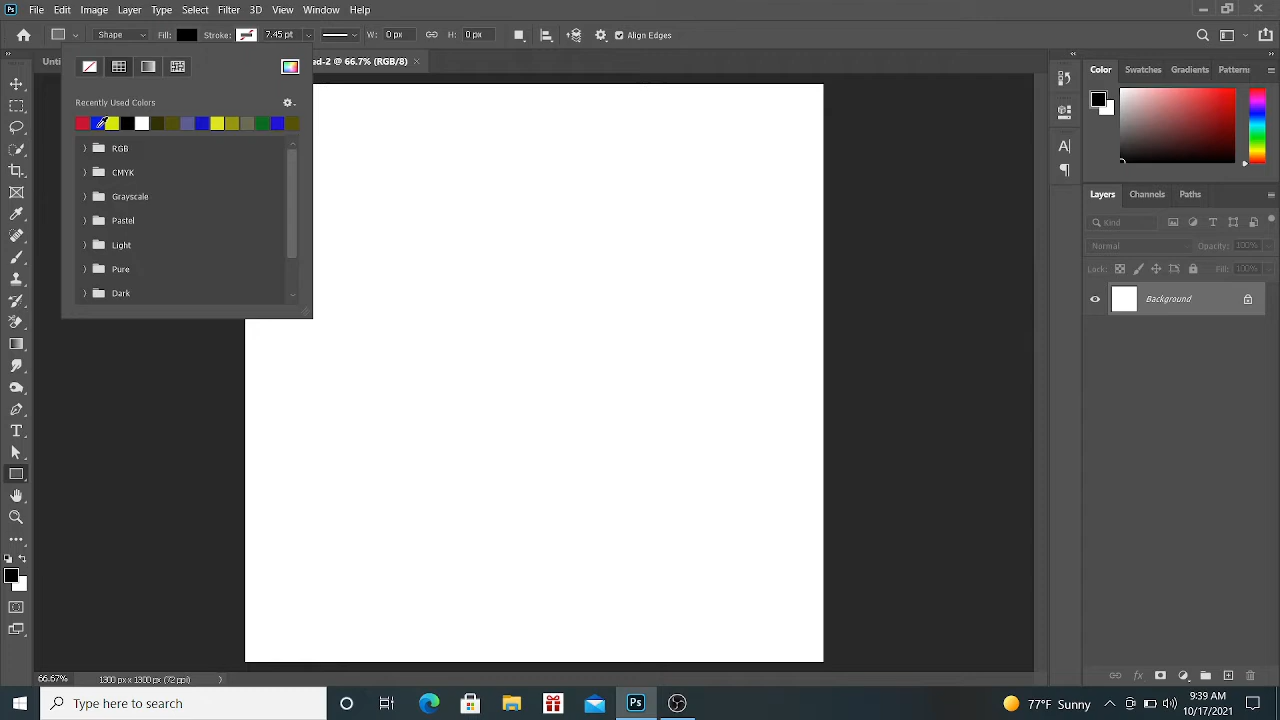 Ps File Edit Image Layer Type Select Filter 3D View Window Help
Shape Fill: Stroke: 7.45 pt W: 0 px H: 0 px Align Edges
Unti d-2 @ 66.7% (RGB/8)
Recently Used Colors
RGB
CMYK
Grayscale
Pastel
Light
Pure
Dark
Color Swatches Gradients Patterns
Layers Channels Paths
Kind
Normal Opacity: 100%
Lock: Fill: 100%
Background
66.67% 1300 px x 1300 px (72 ppi)
Type here to search
Ps
77°F Sunny
9:39 AM
10/17/2021